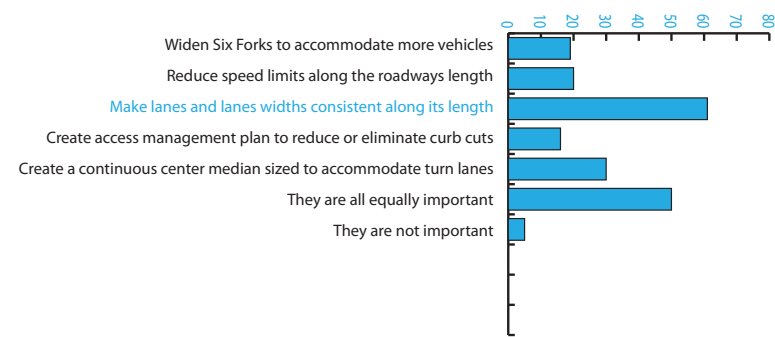 0 10 20 30 40 50 60 70 80
Widen Six Forks to accommodate more vehicles
Reduce speed limits along the roadways length
Make lanes and lanes widths consistent along its length
Create access management plan to reduce or eliminate curb cuts
Create a continuous center median sized to accommodate turn lanes
They are all equally important
They are not important